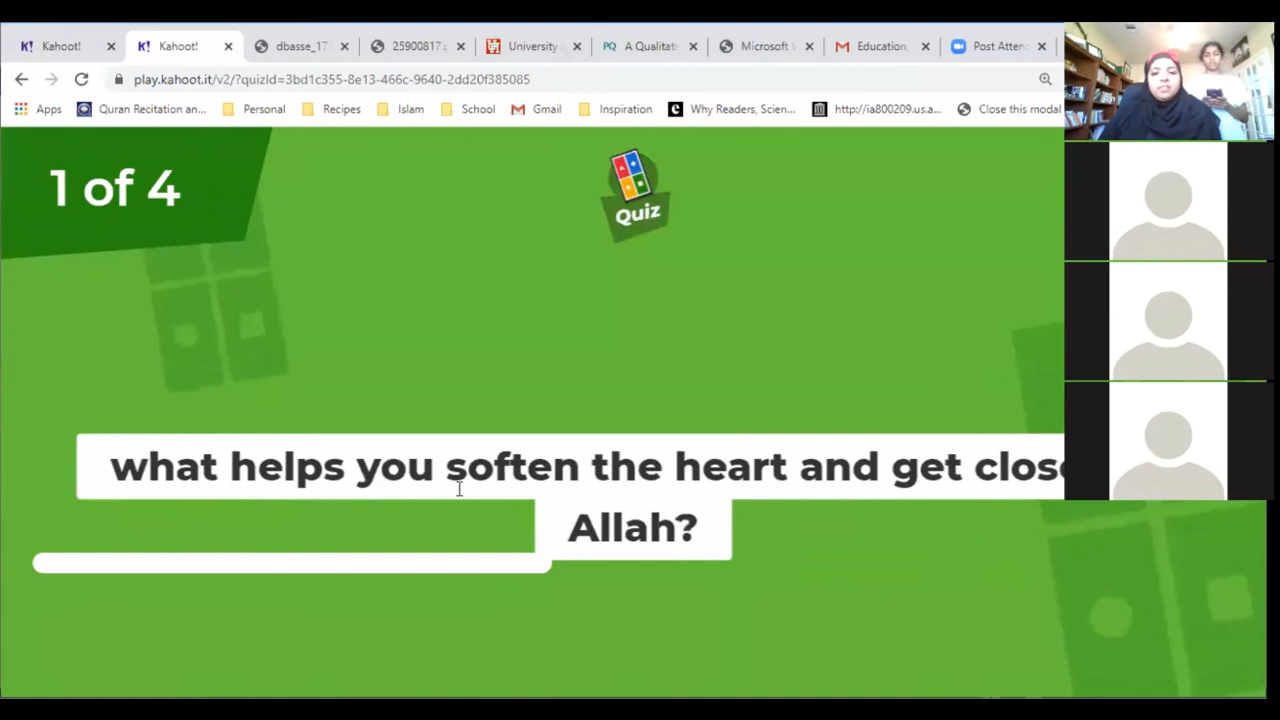 Kahoot!
Kahoot!
dbasse_17
25900817
University
A Qualitat
Microsoft
Education,
Post Atten
play.kahoot.it/v2/?quizId=3bd1c355-8e13-466c-9640-2dd20f385085
Apps
Quran Recitation an...
Personal
Recipes
Islam
School
Gmail
Inspiration
Why Readers, Scien...
http://ia800209.us.a...
Close this modal
1 of 4
Quiz
what helps you soften the heart and get close
Allah?